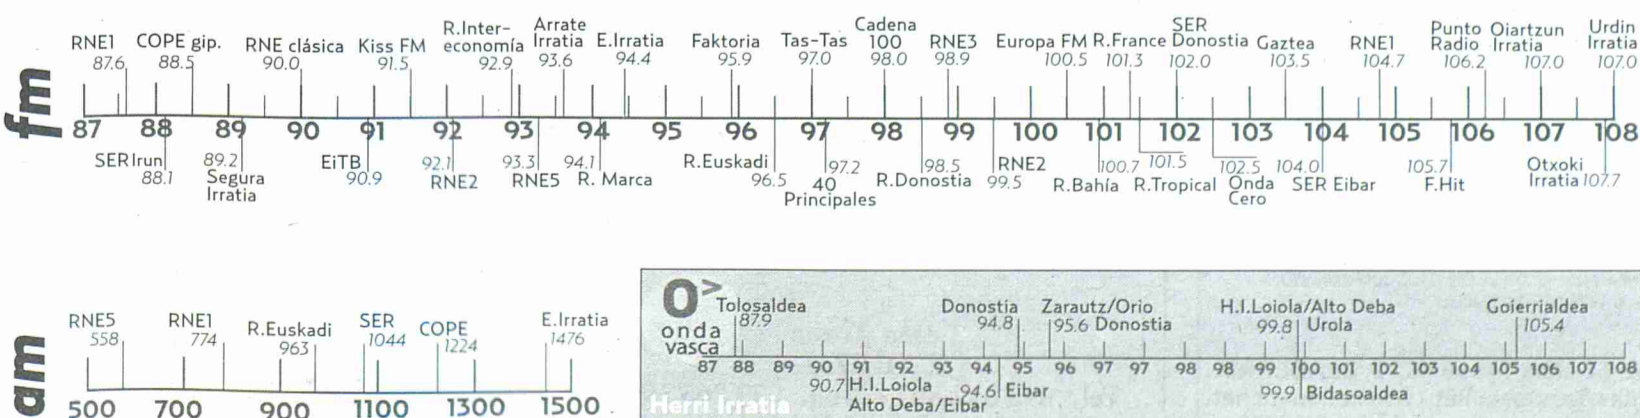 fm
RNE1
87.6
COPE gip.
88.5
RNE clásica
90.0
Kiss FM
91.5
R.Inter-
economía
92.9
Arrate
Irratia
93.6
E.Irratia
94.4
Faktoria
95.9
Tas-Tas
97.0
Cadena
100
98.0
RNE3
98.9
Europa FM
100.5
R.France
101.3
SER
Donostia
102.0
Gaztea
103.5
RNE1
104.7
Punto
Radio
106.2
Oiartzun
Irratia
107.0
Urdin
Irratia
107.0
87 88 89 90 91 92 93 94 95 96 97 98 99 100 101 102 103 104 105 106 107 108
SER Irun
88.1
89.2
Segura
Irratia
EiTB
90.9
92.1
RNE2
93.3
RNE5
94.1
R. Marca
R.Euskadi
96.5
97.2
40
Principales
98.5
R.Donostia
RNE2
99.5
100.7
R.Bahía
101.5
R.Tropical
102.5
Onda
Cero
104.0
SER Eibar
105.7
F.Hit
Otxoki
Irratia 107.7
am
RNE5
558
RNE1
774
R.Euskadi
963
SER
1044
COPE
1224
E.Irratia
1476
500 700 900 1100 1300 1500
O>
onda
vasca
Tolosaldea
87.9
Donostia
94.8
Zarautz/Orio
95.6 Donostia
H.I.Loiola/Alto Deba
99.8 Urola
Goierrialdea
105.4
87 88 89 90 91 92 93 94 95 96 97 97 98 98 99 100 101 102 103 104 105 106 107 108
90.7 H.I.Loiola
Alto Deba/Eibar
94.6 Eibar
99.9 Bidasoaldea
Herri Irratia